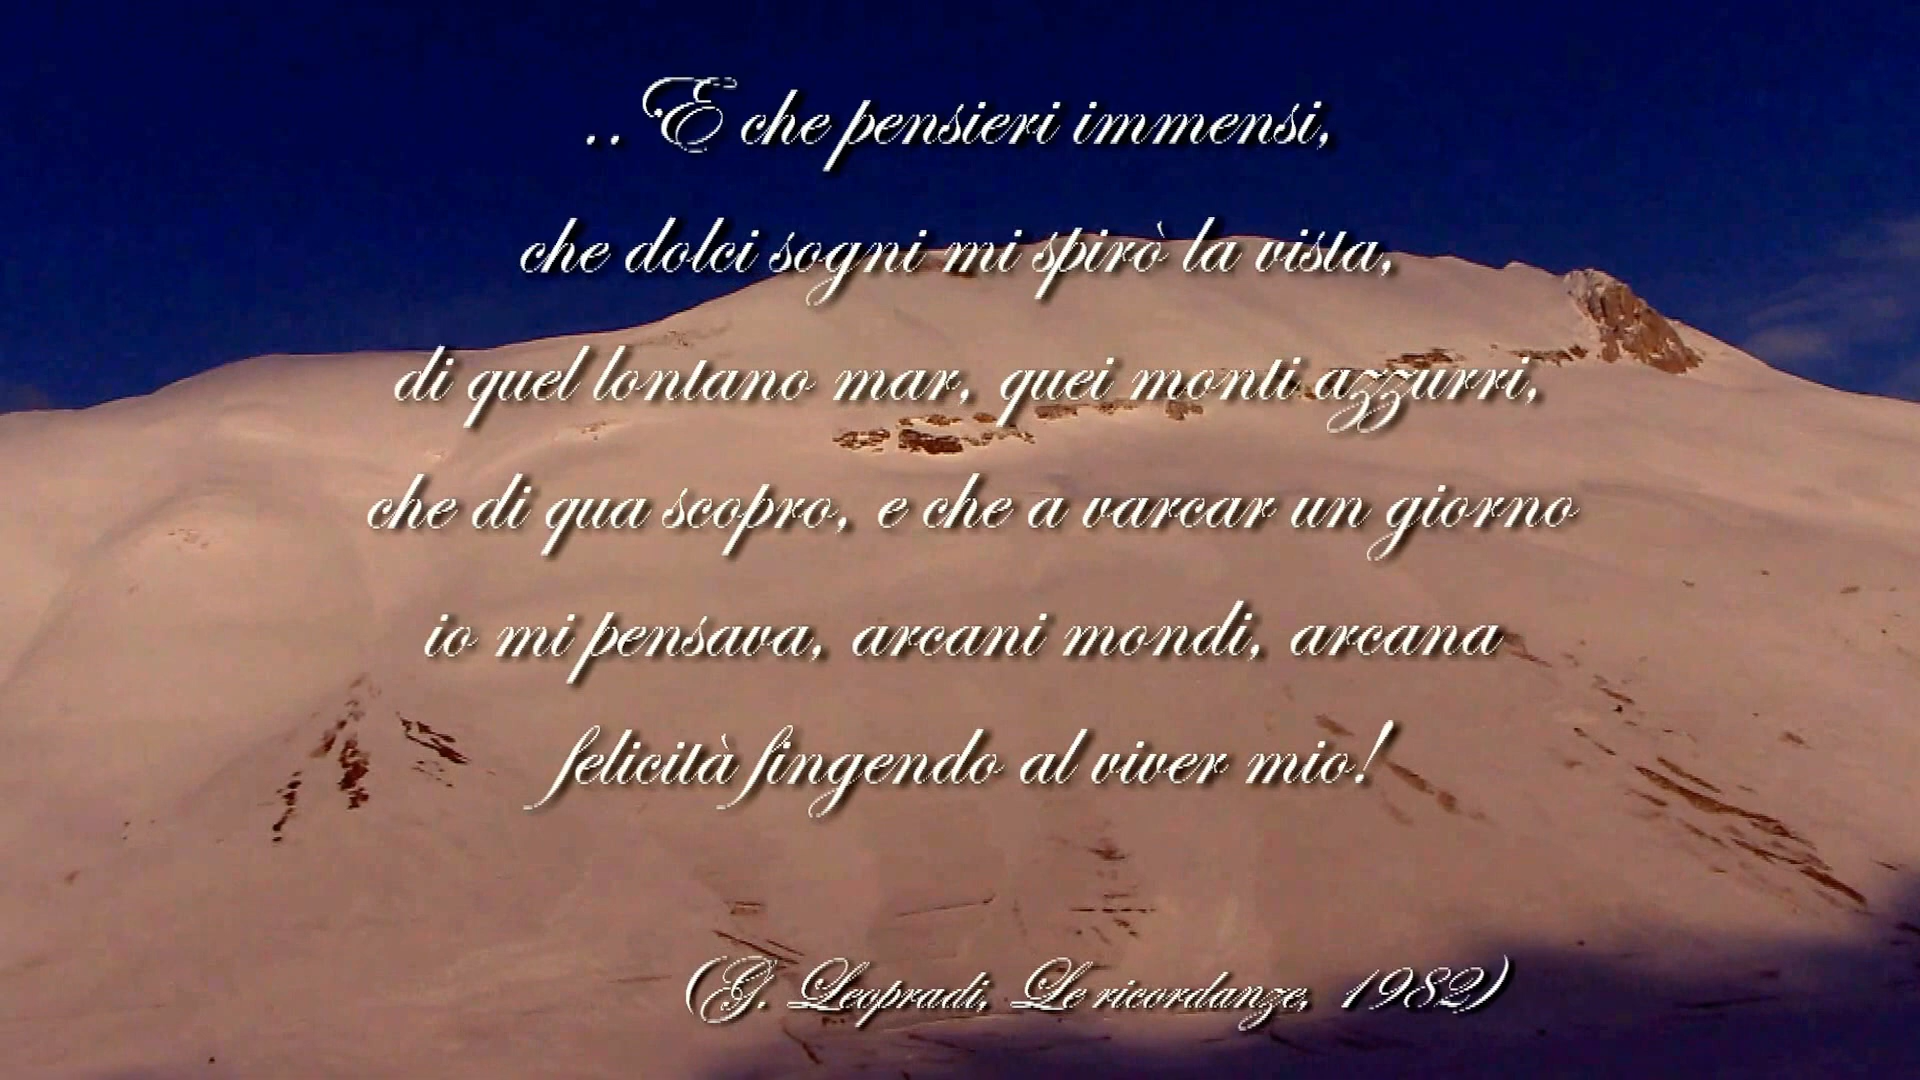 ..E che pensieri immensi,
che dolci sogni mi spirò la vista,
di quel lontano mar, quei monti azzurri,
che di qua scopro, e che a varcar un giorno
io mi pensava, arcani mondi, arcana
felicità fingendo al viver mio!
(G. Leopradi, Le ricordanze, 1982)